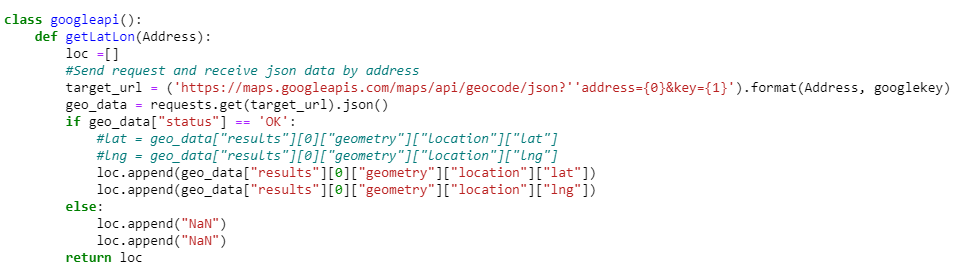 class googleapi():
    def getLatLon(Address):
        loc =[]
        #Send request and receive json data by address
        target_url = ('https://maps.googleapis.com/maps/api/geocode/json?''address={0}&key={1}').format(Address, googlekey)
        geo_data = requests.get(target_url).json()
        if geo_data["status"] == 'OK':
            #lat = geo_data["results"][0]["geometry"]["location"]["lat"]
            #lng = geo_data["results"][0]["geometry"]["location"]["lng"]
            loc.append(geo_data["results"][0]["geometry"]["location"]["lat"])
            loc.append(geo_data["results"][0]["geometry"]["location"]["lng"])
        else:
            loc.append("NaN")
            loc.append("NaN")
        return loc